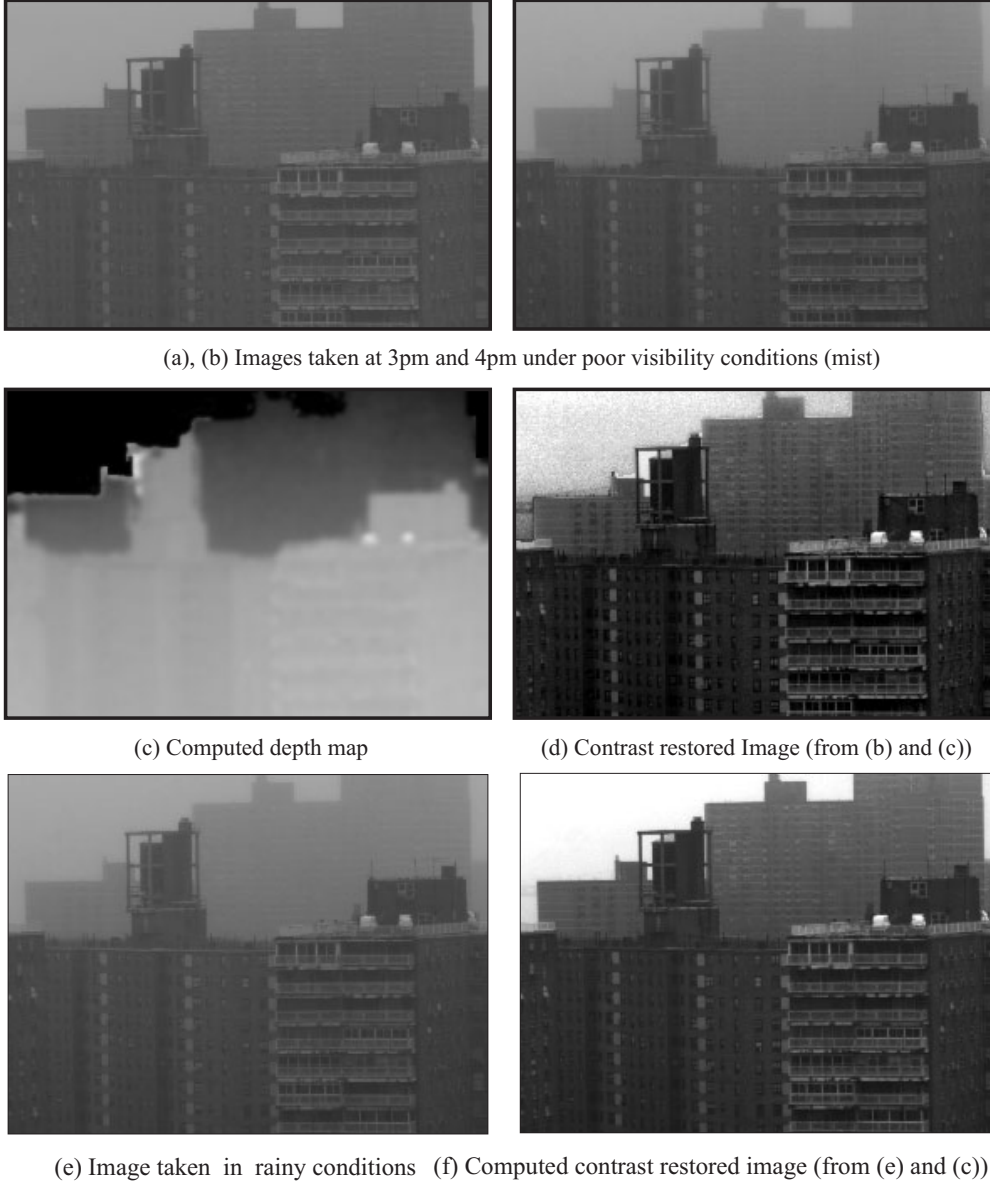 (a), (b) Images taken at 3pm and 4pm under poor visibility conditions (mist)
(c) Computed depth map
(d) Contrast restored Image (from (b) and (c))
(e) Image taken in rainy conditions
(f) Computed contrast restored image (from (e) and (c))